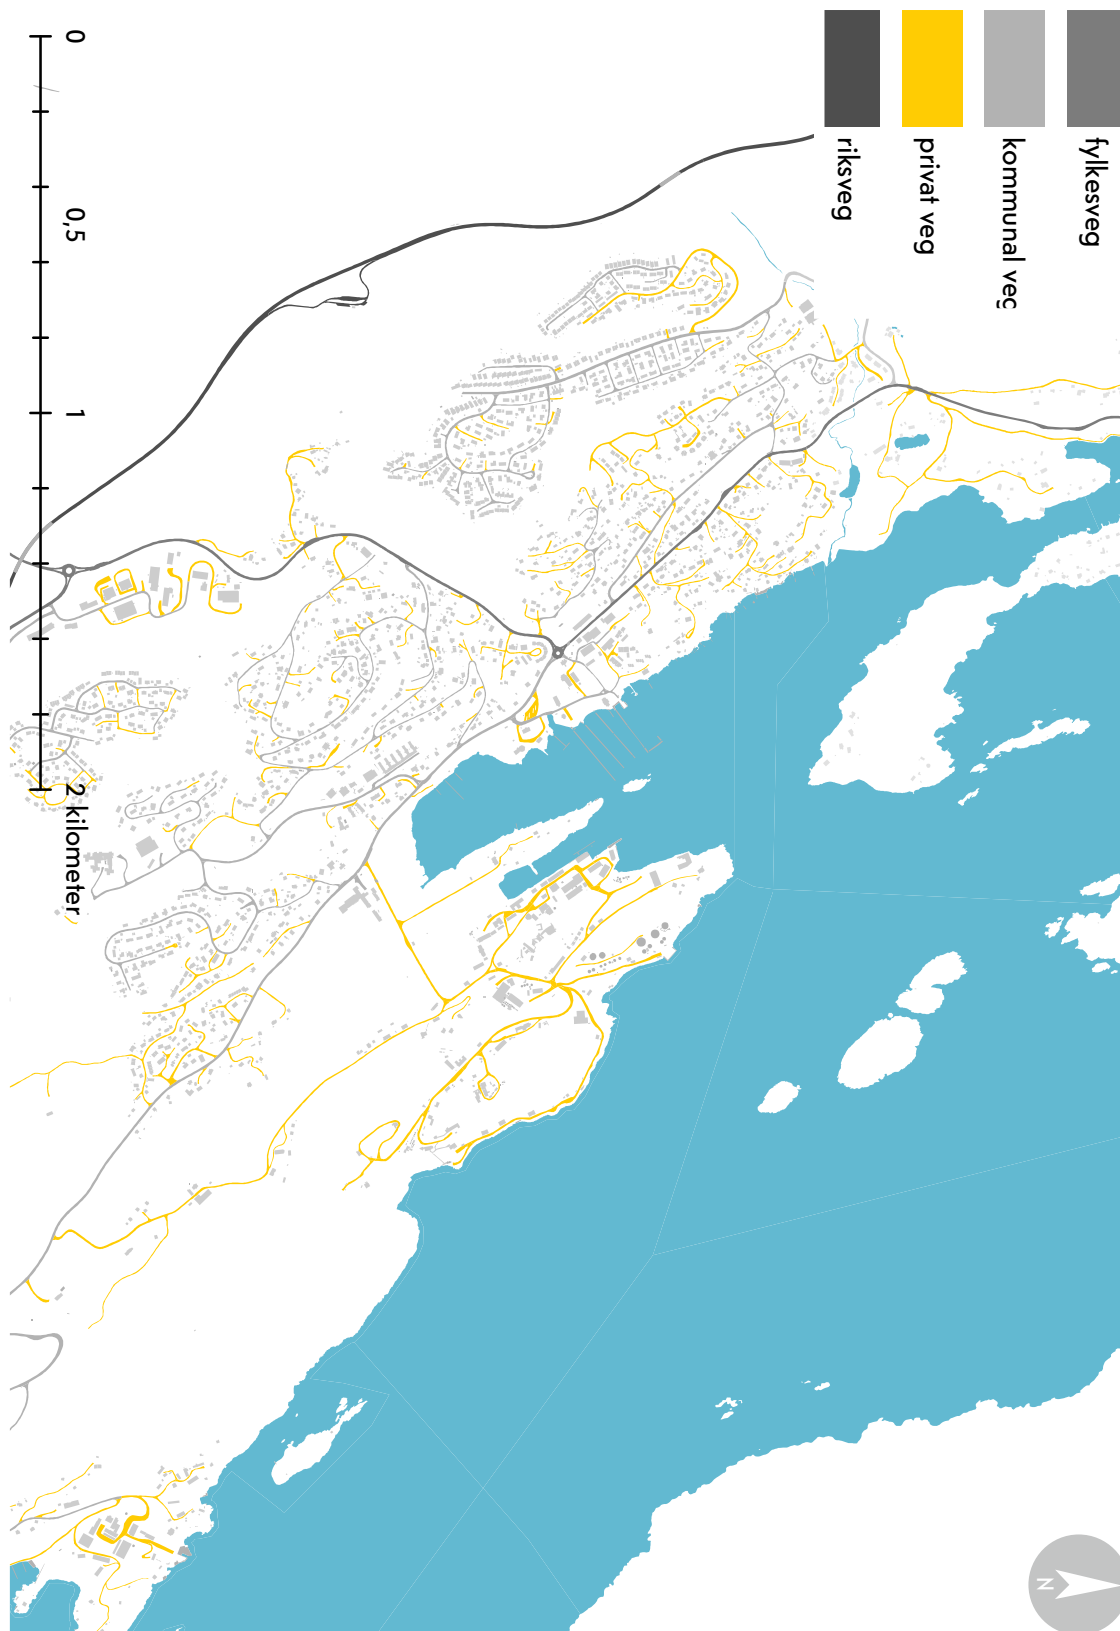 fylkesveg
kommunal veg
privat veg
riksveg
0
0,5
1
2 kilometer
N